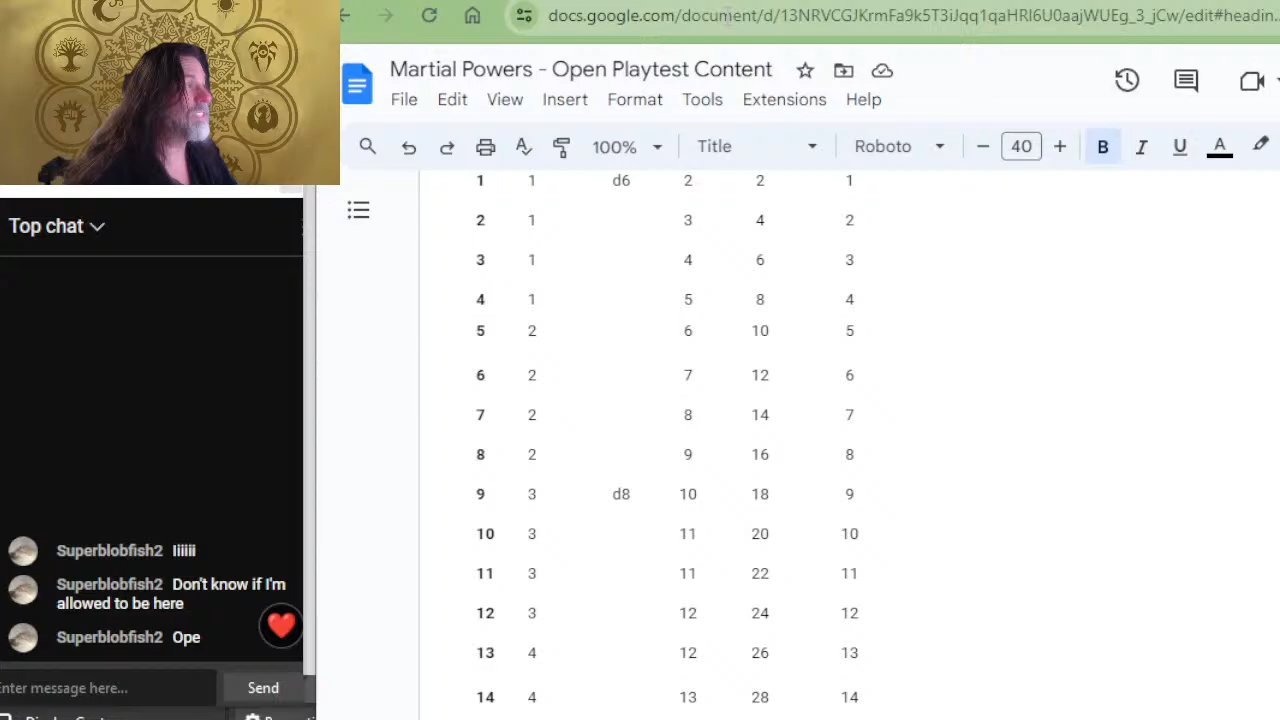 docs.google.com/document/d/13NRVCGJKrmFa9k5T3iJqq1qaHRl6U0aajWUEg_3_jCw/edit#headin...
Martial Powers - Open Playtest Content
File Edit View Insert Format Tools Extensions Help
100% Title Roboto 40 B I U A
1 1 d6 2 2 1
2 1 3 4 2
3 1 4 6 3
4 1 5 8 4
5 2 6 10 5
6 2 7 12 6
7 2 8 14 7
8 2 9 16 8
9 3 d8 10 18 9
10 3 11 20 10
11 3 11 22 11
12 3 12 24 12
13 4 12 26 13
14 4 13 28 14
Top chat
Superblobfish2 Iiiiii
Superblobfish2 Don't know if I'm
allowed to be here
Superblobfish2 Ope
Enter message here...
Send